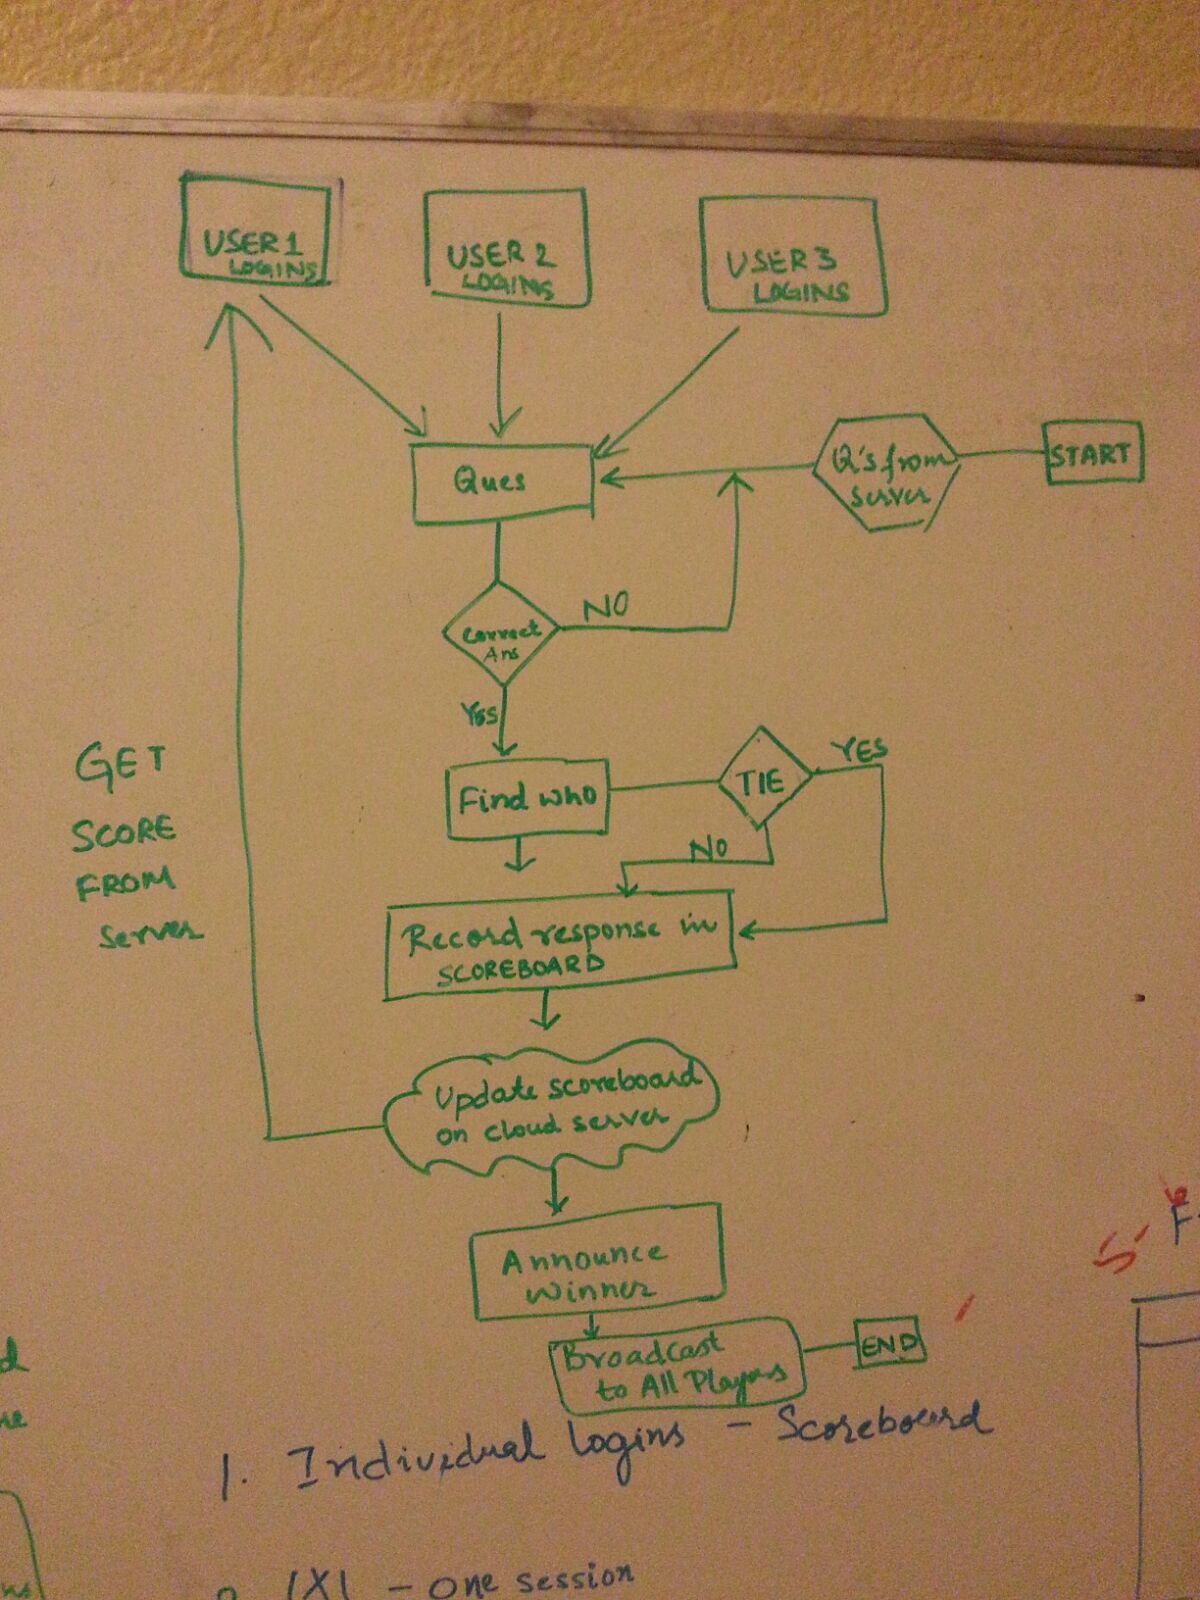 USER 1
LOGINS
USER 2
LOGINS
USER 3
LOGINS
Ques
Q's from
server
START
Correct
Ans
NO
YES
Find who
TIE
YES
NO
GET
SCORE
FROM
Server
Record response in
SCOREBOARD
Update scoreboard
on cloud server
Announce
Winner
Broadcast
to All Players
END
1. Individual logins - Scoreboard
1X1 - One session